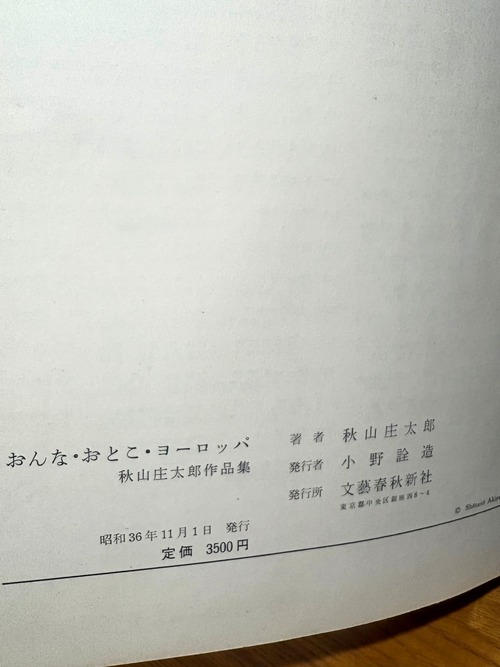 おんな・おとこ・ヨーロッパ
秋山庄太郎作品集
昭和36年11月1日 発行
定価 3500円
著者 秋山庄太郎
発行者 小野詮造
発行所 文藝春秋新社
東京都中央区銀座西8~4
© Shōtarō